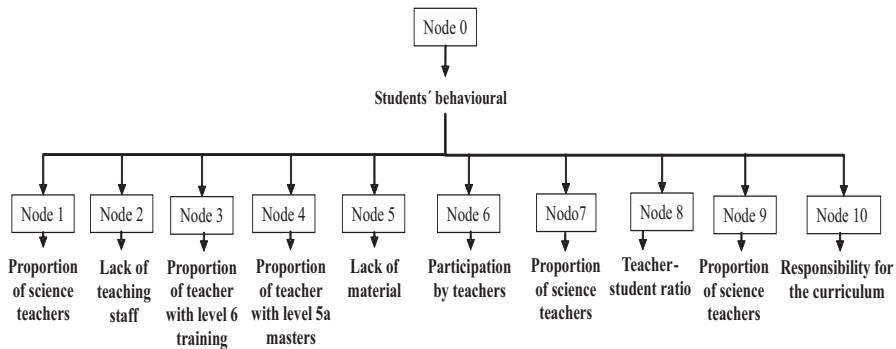 Node 0
Students´ behavioural
Node 1
Node 2
Node 3
Node 4
Node 5
Node 6
Nodo7
Node 8
Node 9
Node 10
Proportion
of science
teachers
Lack of
teaching
staff
Proportion
of teacher
with level 6
training
Proportion
of teacher
with level 5a
masters
Lack of
material
Participation
by teachers
Proportion
of science
teachers
Teacher-
student ratio
Proportion
of science
teachers
Responsibility for
the curriculum